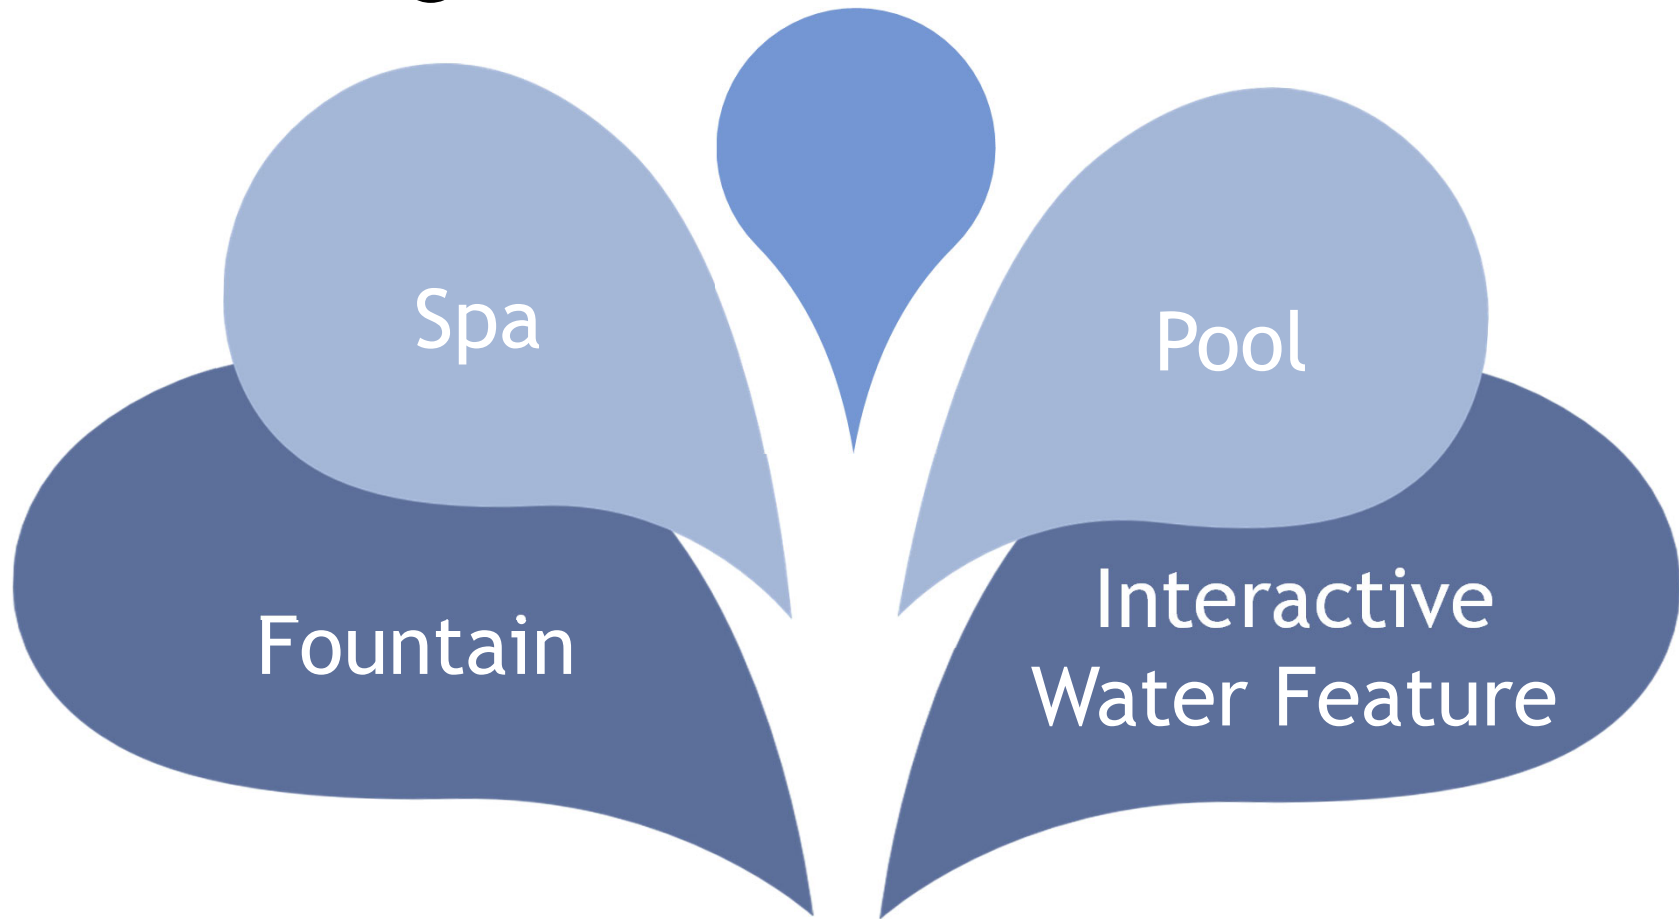 Spa
Pool
Fountain
Interactive
Water Feature